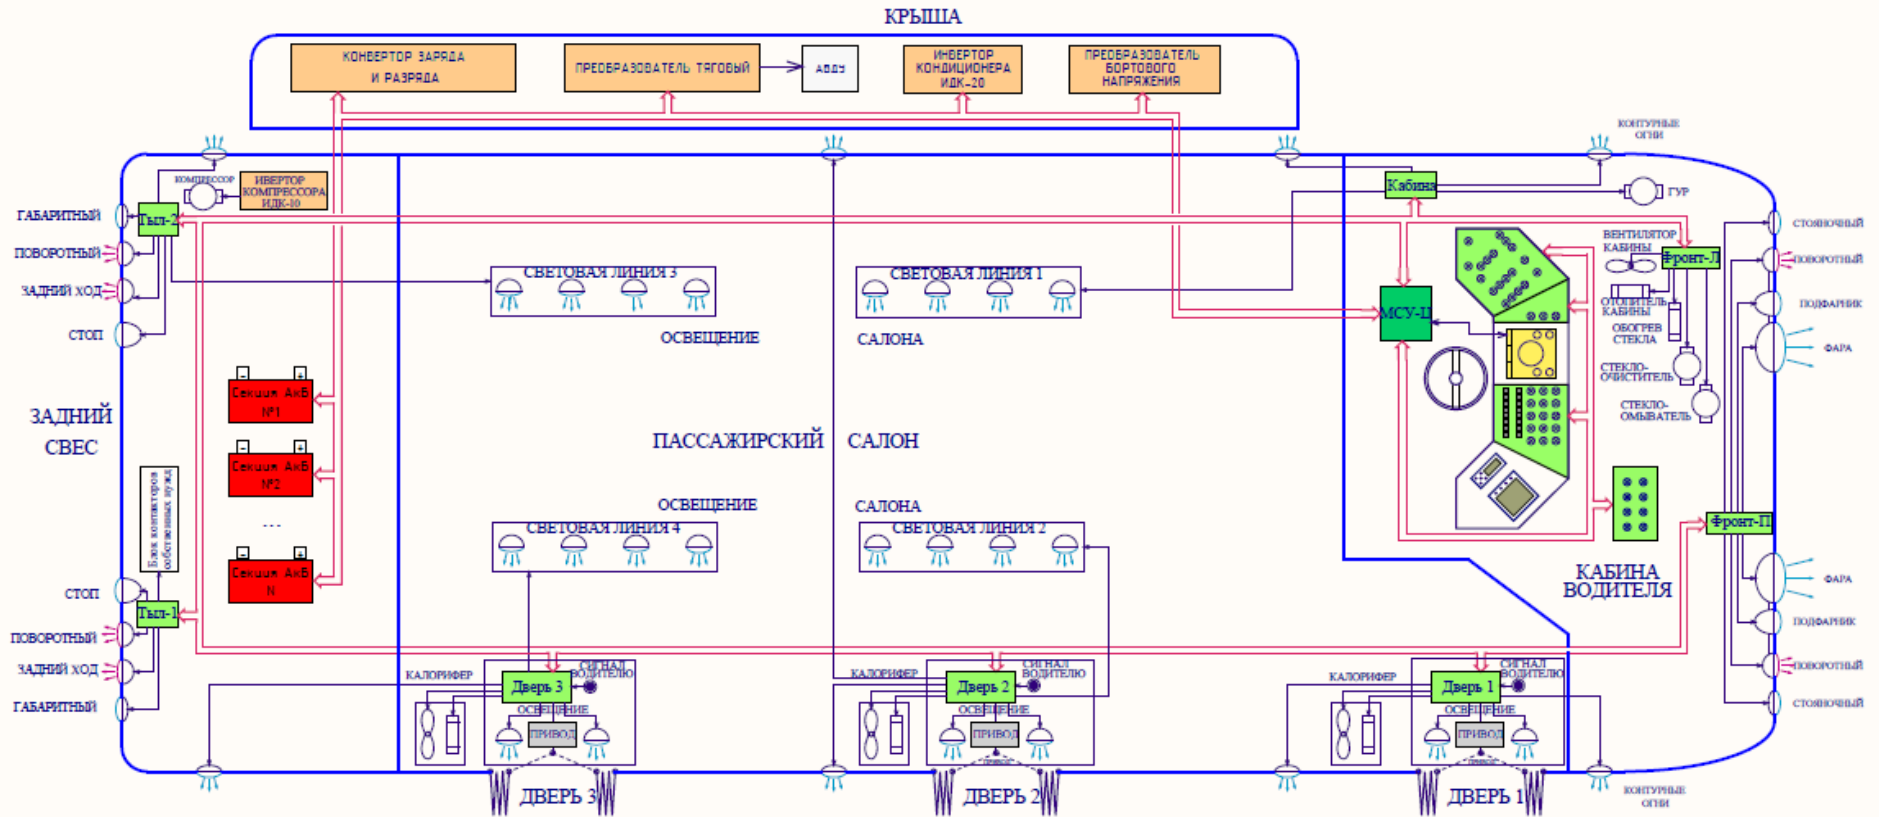 КРЫША
КОНВЕРТОР ЗАРЯДА
И РАЗРЯДА
ПРЕОБРАЗОВАТЕЛЬ ТЯГОВЫЙ
АВДУ
ИНВЕРТОР
КОНДИЦИОНЕРА
ИДК-20
ПРЕОБРАЗОВАТЕЛЬ
БОРТОВОГО
НАПРЯЖЕНИЯ
КОНТУРНЫЕ
ОГНИ
КОМПРЕССОР
ИВЕРТОР
КОМПРЕССОРА
ИДК-10
Кабина
ГУР
ГАБАРИТНЫЙ
Тыл-2
ПОВОРОТНЫЙ
ЗАДНИЙ ХОД
СТОП
СВЕТОВАЯ ЛИНИЯ 3
СВЕТОВАЯ ЛИНИЯ 1
ОСВЕЩЕНИЕ
САЛОНА
МСУ-Ц
ВЕНТИЛЯТОР
КАБИНЫ
Фронт-Л
ОТОПИТЕЛЬ
КАБИНЫ
ОБОГРЕВ
СТЕКЛА
СТЕКЛО-
ОЧИСТИТЕЛЬ
СТЕКЛО-
ОМЫВАТЕЛЬ
СТОЯНОЧНЫЙ
ПОВОРОТНЫЙ
ПОДФАРНИК
ФАРА
ЗАДНИЙ
СВЕС
- +
Секция АкБ
№1
- +
Секция АкБ
№2
...
- +
Секция АкБ
N
Блок контакторов
собственных нужд
ПАССАЖИРСКИЙ САЛОН
ОСВЕЩЕНИЕ
САЛОНА
СВЕТОВАЯ ЛИНИЯ 4
СВЕТОВАЯ ЛИНИЯ 2
Фронт-П
КАБИНА
ВОДИТЕЛЯ
ФАРА
ПОДФАРНИК
ПОВОРОТНЫЙ
СТОЯНОЧНЫЙ
СТОП
Тыл-1
ПОВОРОТНЫЙ
ЗАДНИЙ ХОД
ГАБАРИТНЫЙ
КАЛОРИФЕР
Дверь 3
СИГНАЛ
ВОДИТЕЛЮ
ОСВЕЩЕНИЕ
ПРИВОД
ДВЕРЬ 3
КАЛОРИФЕР
Дверь 2
СИГНАЛ
ВОДИТЕЛЮ
ОСВЕЩЕНИЕ
ПРИВОД
ПРИВОД
ДВЕРЬ 2
КАЛОРИФЕР
Дверь 1
СИГНАЛ
ВОДИТЕЛЮ
ОСВЕЩЕНИЕ
ПРИВОД
ПРИВОД
ДВЕРЬ 1
КОНТУРНЫЕ
ОГНИ